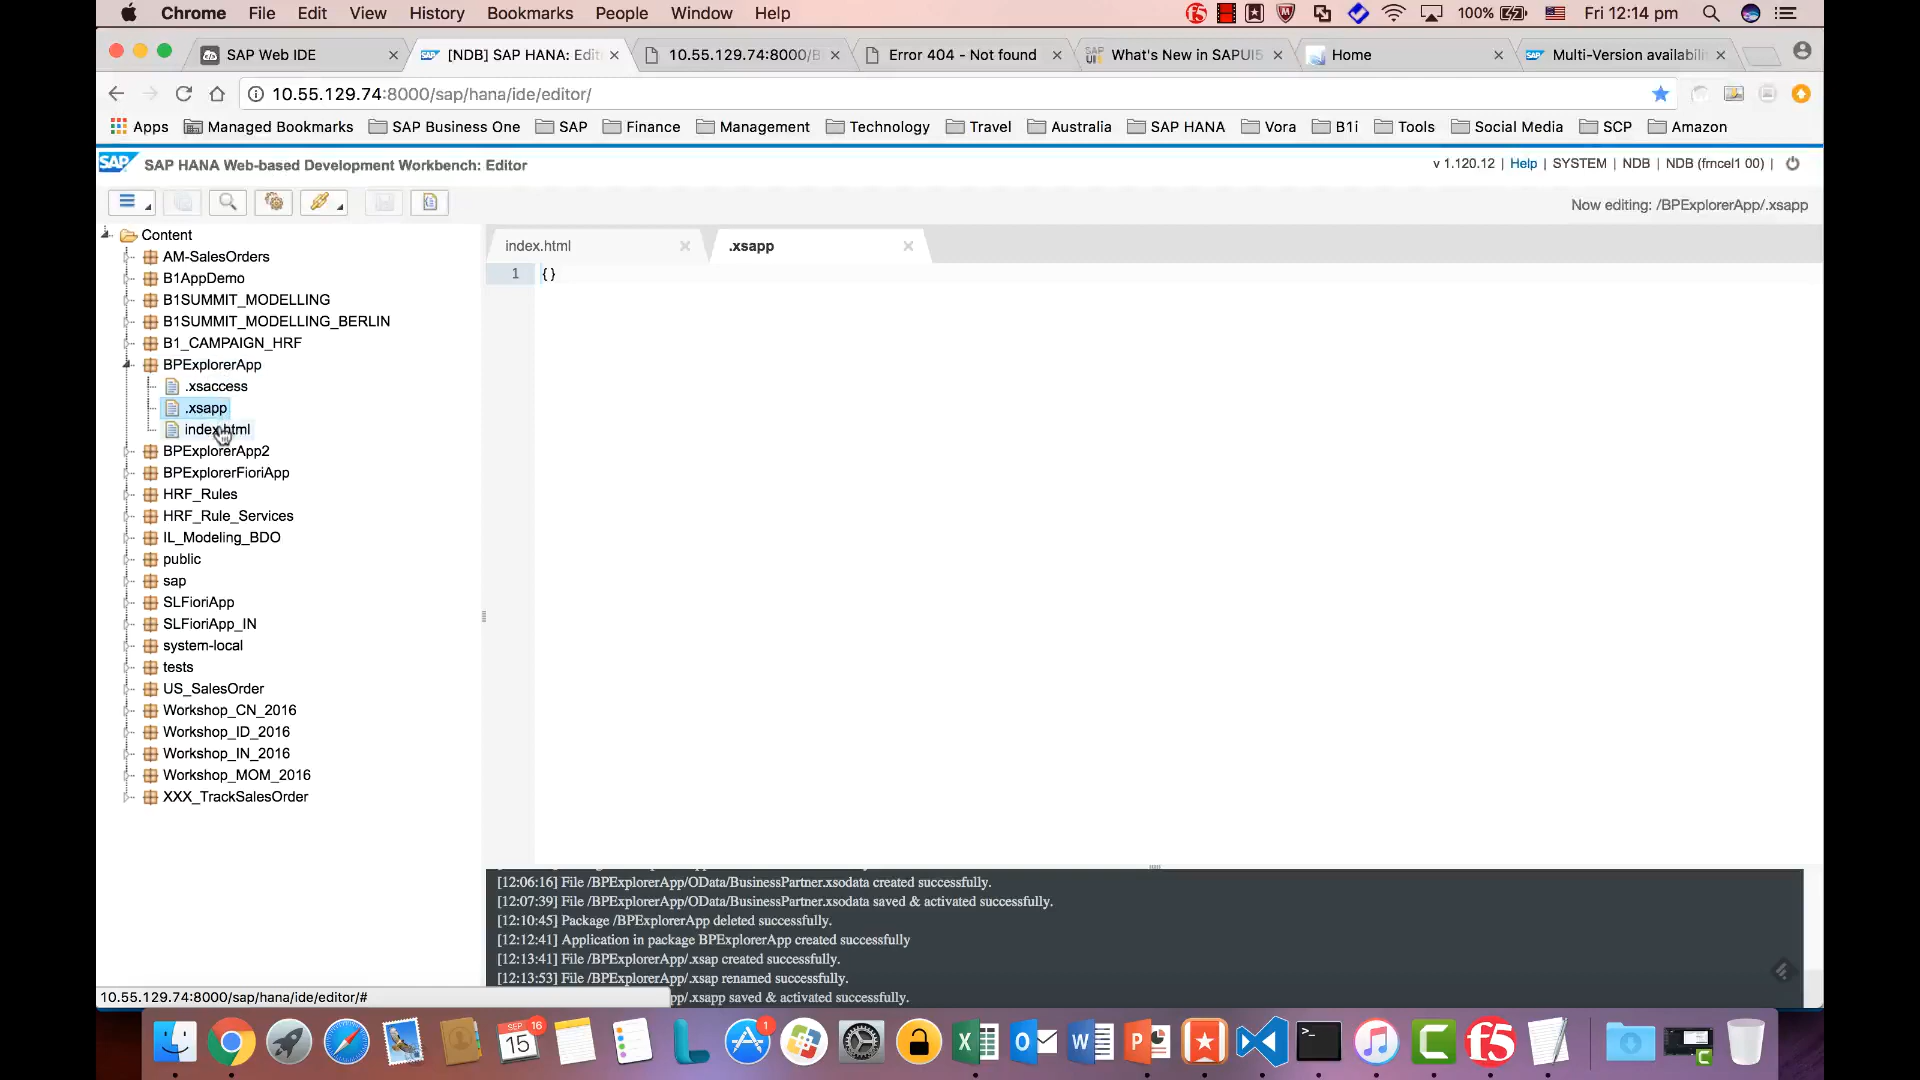 Chrome File Edit View History Bookmarks People Window Help 100% Fri 12:14 pm
SAP Web IDE [NDB] SAP HANA: Edit 10.55.129.74:8000/B Error 404 - Not found What's New in SAPUI5 Home Multi-Version availabili
10.55.129.74:8000/sap/hana/ide/editor/
Apps Managed Bookmarks SAP Business One SAP Finance Management Technology Travel Australia SAP HANA Vora B1i Tools Social Media SCP Amazon
SAP SAP HANA Web-based Development Workbench: Editor v 1.120.12 | Help | SYSTEM | NDB | NDB (frncel1 00) |
Now editing: /BPExplorerApp/.xsapp
Content
AM-SalesOrders
B1AppDemo
B1SUMMIT_MODELLING
B1SUMMIT_MODELLING_BERLIN
B1_CAMPAIGN_HRF
BPExplorerApp
.xsaccess
.xsapp
index.html
BPExplorerApp2
BPExplorerFioriApp
HRF_Rules
HRF_Rule_Services
IL_Modeling_BDO
public
sap
SLFioriApp
SLFioriApp_IN
system-local
tests
US_SalesOrder
Workshop_CN_2016
Workshop_ID_2016
Workshop_IN_2016
Workshop_MOM_2016
XXX_TrackSalesOrder
index.html .xsapp
1 {}
[12:06:16] File /BPExplorerApp/OData/BusinessPartner.xsodata created successfully.
[12:07:39] File /BPExplorerApp/OData/BusinessPartner.xsodata saved & activated successfully.
[12:10:45] Package /BPExplorerApp deleted successfully.
[12:12:41] Application in package BPExplorerApp created successfully
[12:13:41] File /BPExplorerApp/.xsap created successfully.
[12:13:53] File /BPExplorerApp/.xsap renamed successfully.
pp/.xsapp saved & activated successfully.
10.55.129.74:8000/sap/hana/ide/editor/#
SEP 16
15
1
f5